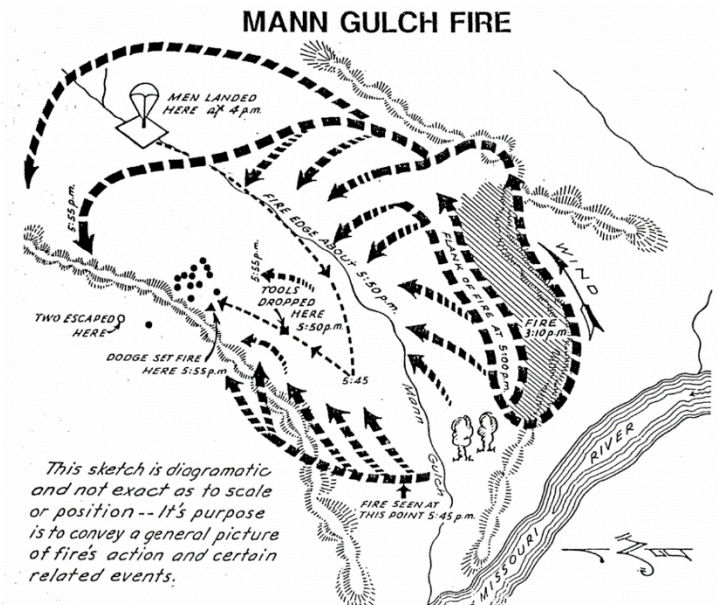 MANN GULCH FIRE
MEN LANDED
HERE at 4 p.m.
5:55 p.m.
FIRE EDGE ABOUT 5:50 p.m.
FLANK OF FIRE AT 5:00 p.m.
WIND
FIRE
3:10 p.m.
5:55 p.m.
TOOLS
DROPPED
HERE
5:50 p.m.
TWO ESCAPED
HERE
DODGE SET FIRE
HERE 5:55 p.m.
5:45
Mann
Gulch
FIRE SEEN AT
THIS POINT 5:45 p.m.
MISSOURI
RIVER
This sketch is diagramatic
and not exact as to scale
or position -- It's purpose
is to convey a general picture
of fire's action and certain
related events.